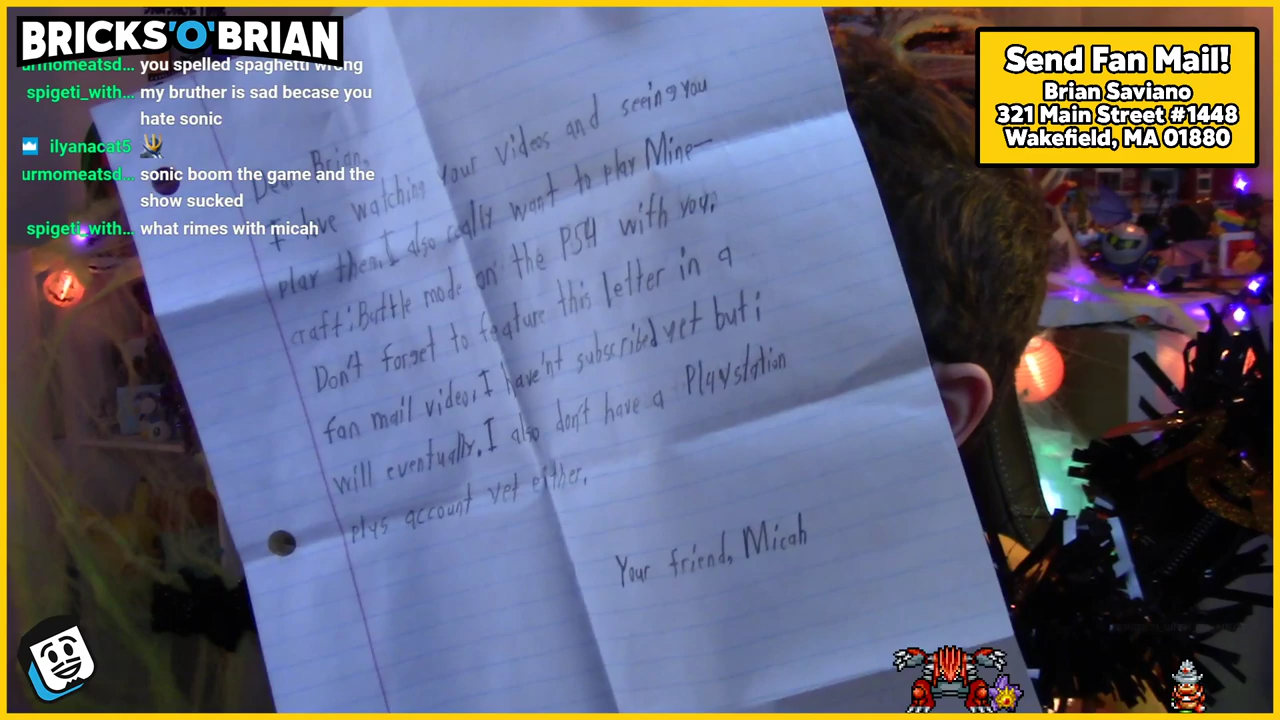 BRICKS'O'BRIAN
urmomeatsd... you spelled spaghetti wrong
spigeti_with... my bruther is sad becase you
hate sonic
ilyanacat5
urmomeatsd... sonic boom the game and the
show sucked
spigeti_with... what rimes with micah
Send Fan Mail!
Brian Saviano
321 Main Street #1448
Wakefield, MA 01880
Dear Brian,
I love watching your videos and seeing you
play them. I also really want to play Mine-
craft: Battle mode on the PS4 with you.
Don't forget to feature this letter in a
fan mail video. I haven't subscribed yet but i
will eventually. I also don't have a Playstation
plus account yet either.
Your friend, Micah